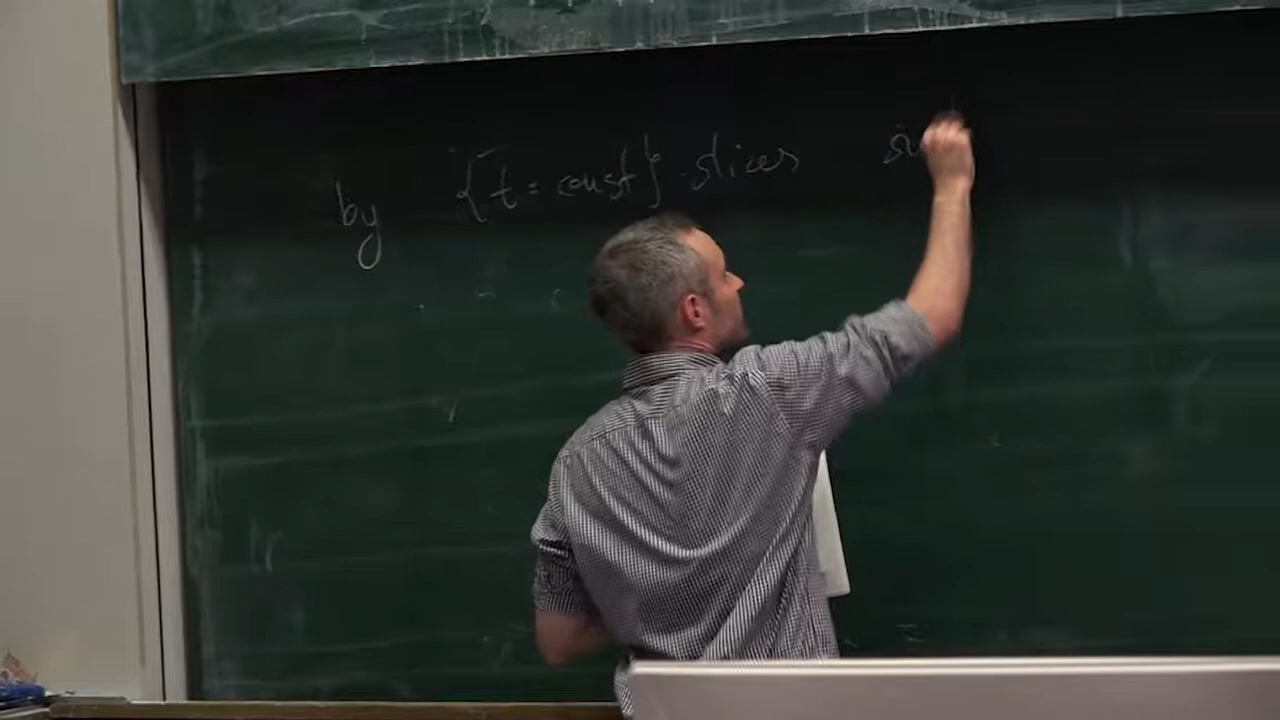 by {t = const} - slices